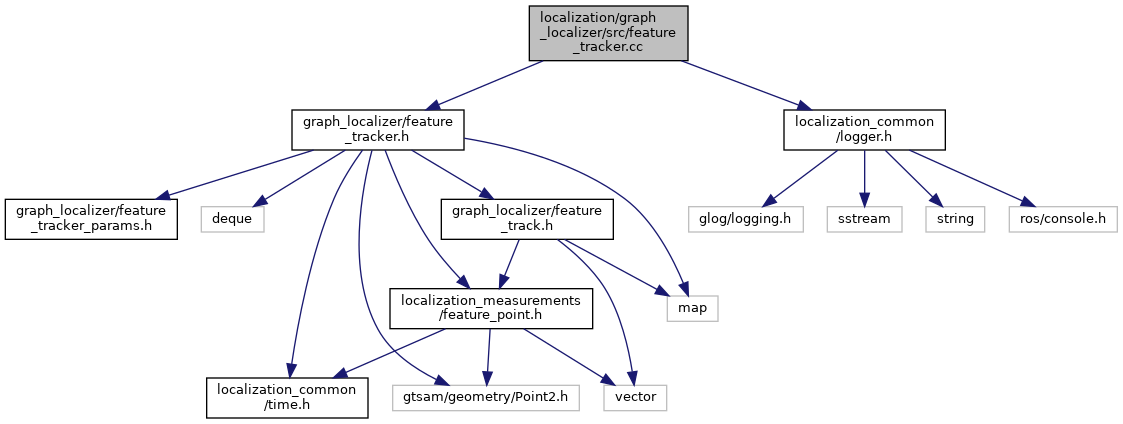 localization/graph
_localizer/src/feature
_tracker.cc
graph_localizer/feature
_tracker.h
localization_common
/logger.h
graph_localizer/feature
_tracker_params.h
deque
graph_localizer/feature
_track.h
glog/logging.h
sstream
string
ros/console.h
localization_measurements
/feature_point.h
map
localization_common
/time.h
gtsam/geometry/Point2.h
vector